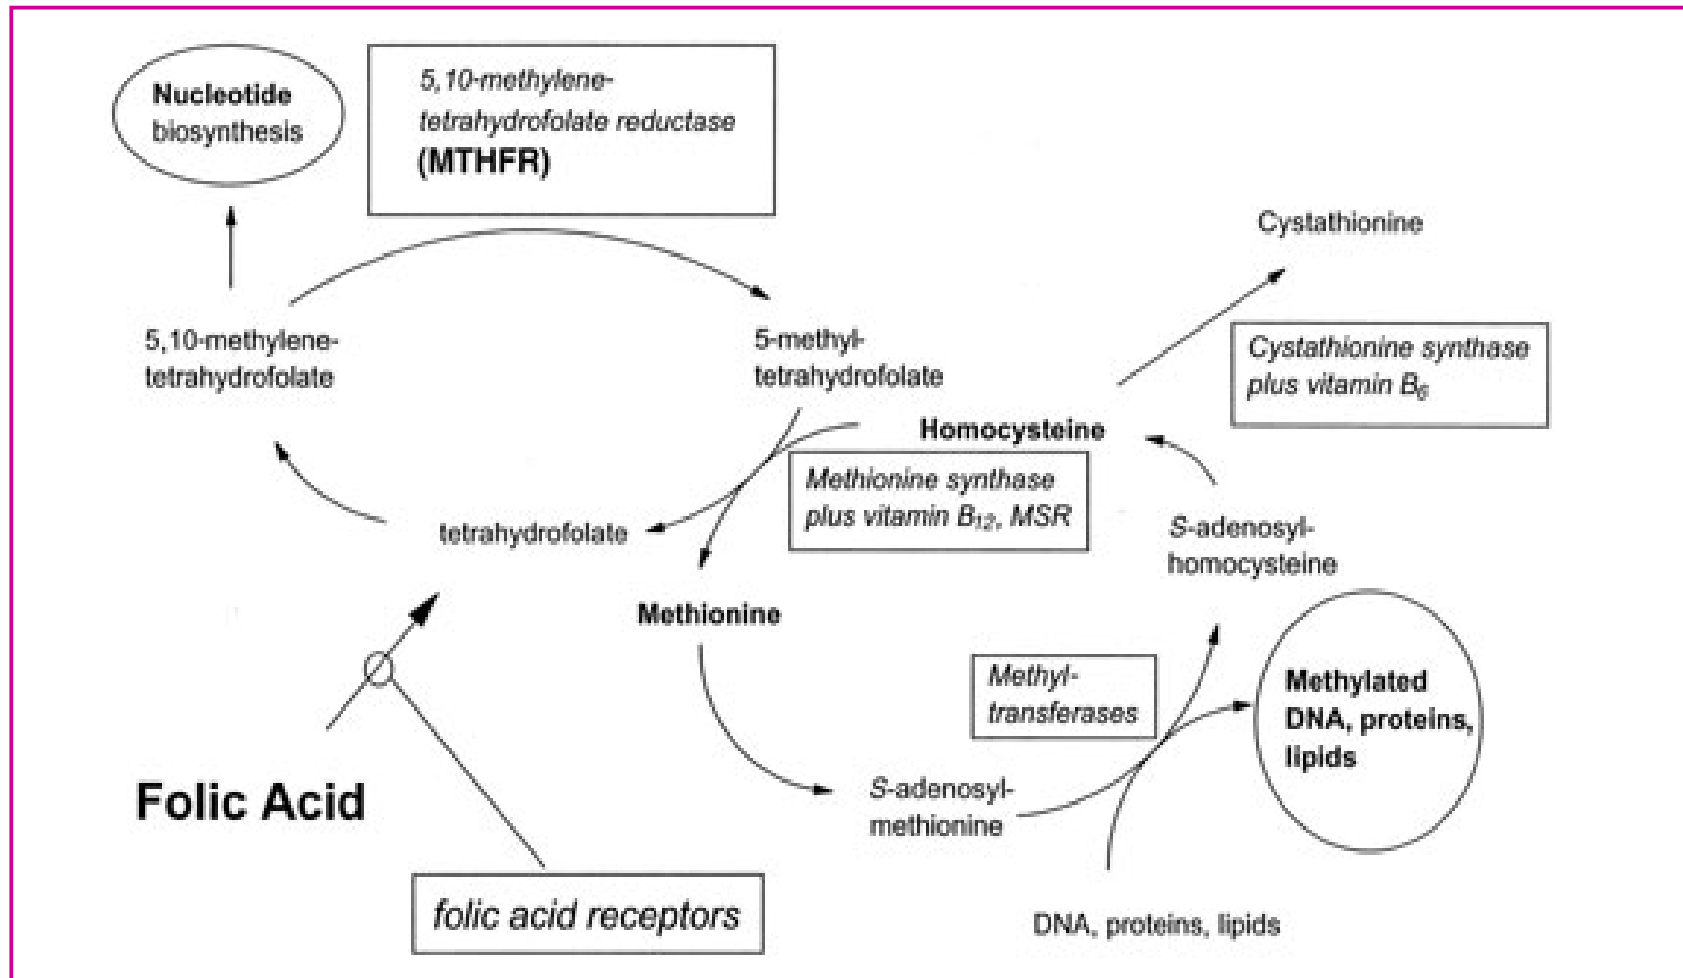 Nucleotide
biosynthesis
5,10-methylene-
tetrahydrofolate reductase
(MTHFR)
Cystathionine
5,10-methylene-
tetrahydrofolate
5-methyl-
tetrahydrofolate
Cystathionine synthase
plus vitamin B₆
Homocysteine
Methionine synthase
plus vitamin B₁₂, MSR
tetrahydrofolate
S-adenosyl-
homocysteine
Methionine
Methyl-
transferases
Methylated
DNA, proteins,
lipids
Folic Acid
S-adenosyl-
methionine
folic acid receptors
DNA, proteins, lipids